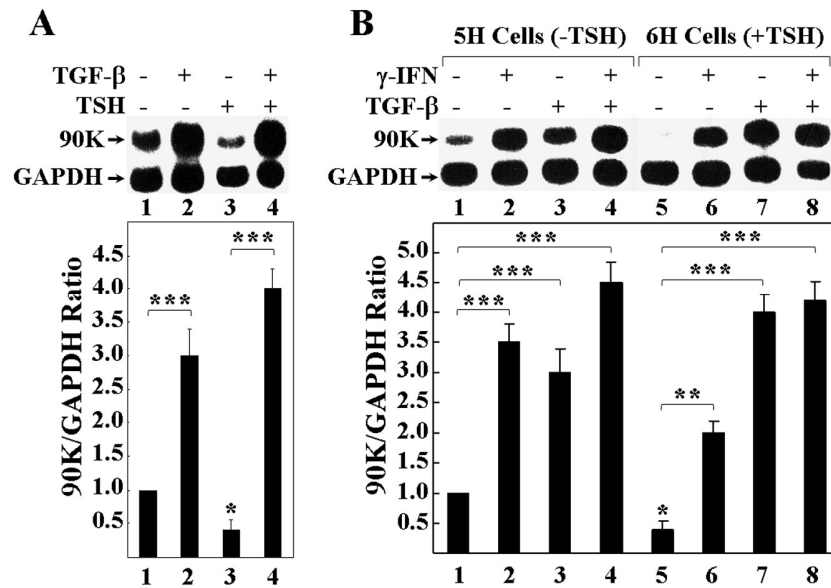 A
TGF-β - + - +
TSH - - + +
90K→
GAPDH→
1 2 3 4
90K/GAPDH Ratio
4.5
4.0
3.5
3.0
2.5
2.0
1.5
1.0
0.5
***
***
*
1 2 3 4
B
5H Cells (-TSH) 6H Cells (+TSH)
γ-IFN - + - + - + - +
TGF-β - - + + - - + +
90K→
GAPDH→
1 2 3 4 5 6 7 8
90K/GAPDH Ratio
5.0
4.5
4.0
3.5
3.0
2.5
2.0
1.5
1.0
0.5
*** ***
*** ***
***
**
*
1 2 3 4 5 6 7 8